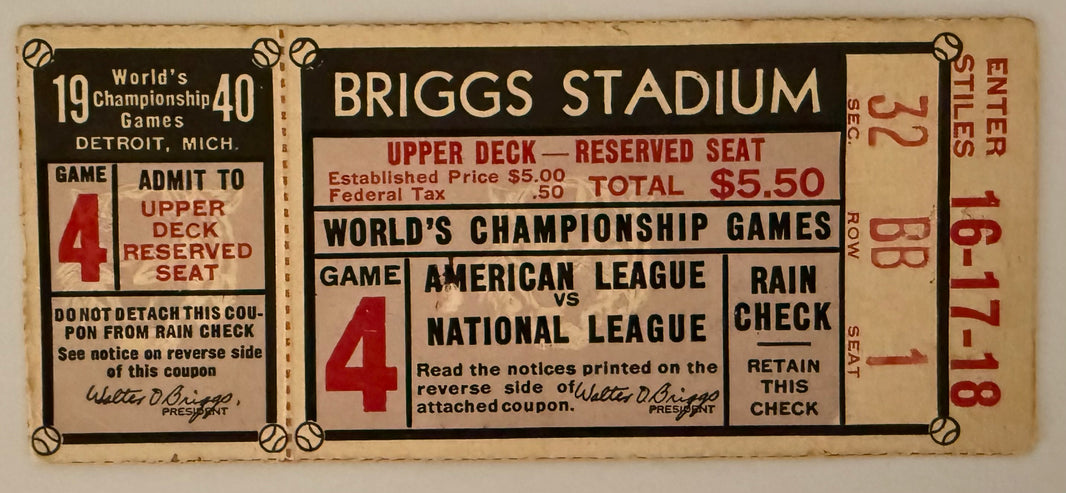 19 World's 40
Championship
Games
DETROIT, MICH.
GAME
4
ADMIT TO
UPPER
DECK
RESERVED
SEAT
DO NOT DETACH THIS COU-
PON FROM RAIN CHECK
See notice on reverse side
of this coupon
Walter O. Briggs.
PRESIDENT
BRIGGS STADIUM
UPPER DECK — RESERVED SEAT
Established Price $5.00
Federal Tax .50
TOTAL $5.50
WORLD'S CHAMPIONSHIP GAMES
GAME
4
AMERICAN LEAGUE
VS
NATIONAL LEAGUE
Read the notices printed on the
reverse side of
attached coupon.
Walter O. Briggs
PRESIDENT
RAIN
CHECK
RETAIN
THIS
CHECK
SEC. 32
ROW BB
SEAT 1
ENTER
STILES 16-17-18